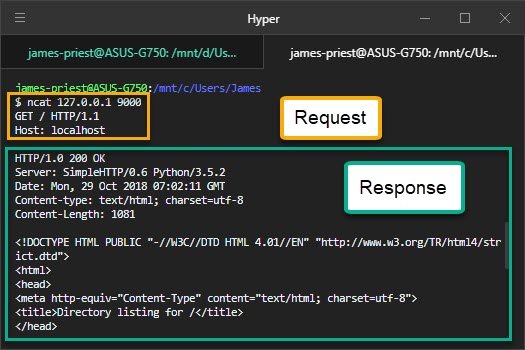 Hyper
james-priest@ASUS-G750: /mnt/d/Us...
james-priest@ASUS-G750: /mnt/c/Us...
james-priest@ASUS-G750:/mnt/c/Users/James
$ ncat 127.0.0.1 9000
GET / HTTP/1.1
Host: localhost
Request
HTTP/1.0 200 OK
Server: SimpleHTTP/0.6 Python/3.5.2
Date: Mon, 29 Oct 2018 07:02:11 GMT
Content-type: text/html; charset=utf-8
Content-Length: 1081
Response
<!DOCTYPE HTML PUBLIC "-//W3C//DTD HTML 4.01//EN" "http://www.w3.org/TR/html4/str
ict.dtd">
<html>
<head>
<meta http-equiv="Content-Type" content="text/html; charset=utf-8">
<title>Directory listing for /</title>
</head>